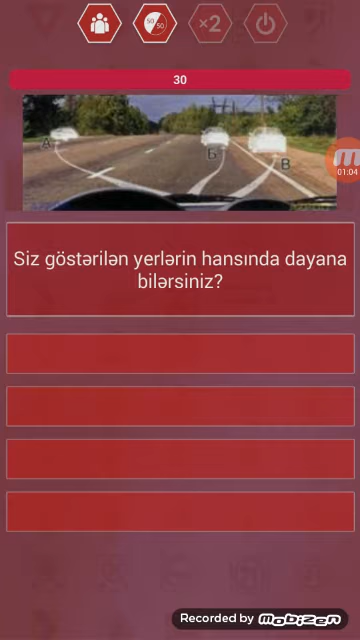 50
50
×2
30
А
Б
В
01:04
Siz göstərilən yerlərin hansında dayana
bilərsiniz?
Recorded by Mobizen